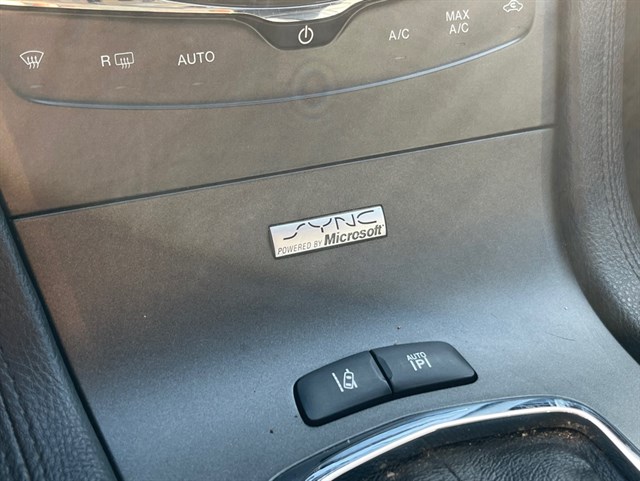 R
AUTO
A/C
MAX
A/C
SYNC
POWERED BY Microsoft
AUTO
|P|